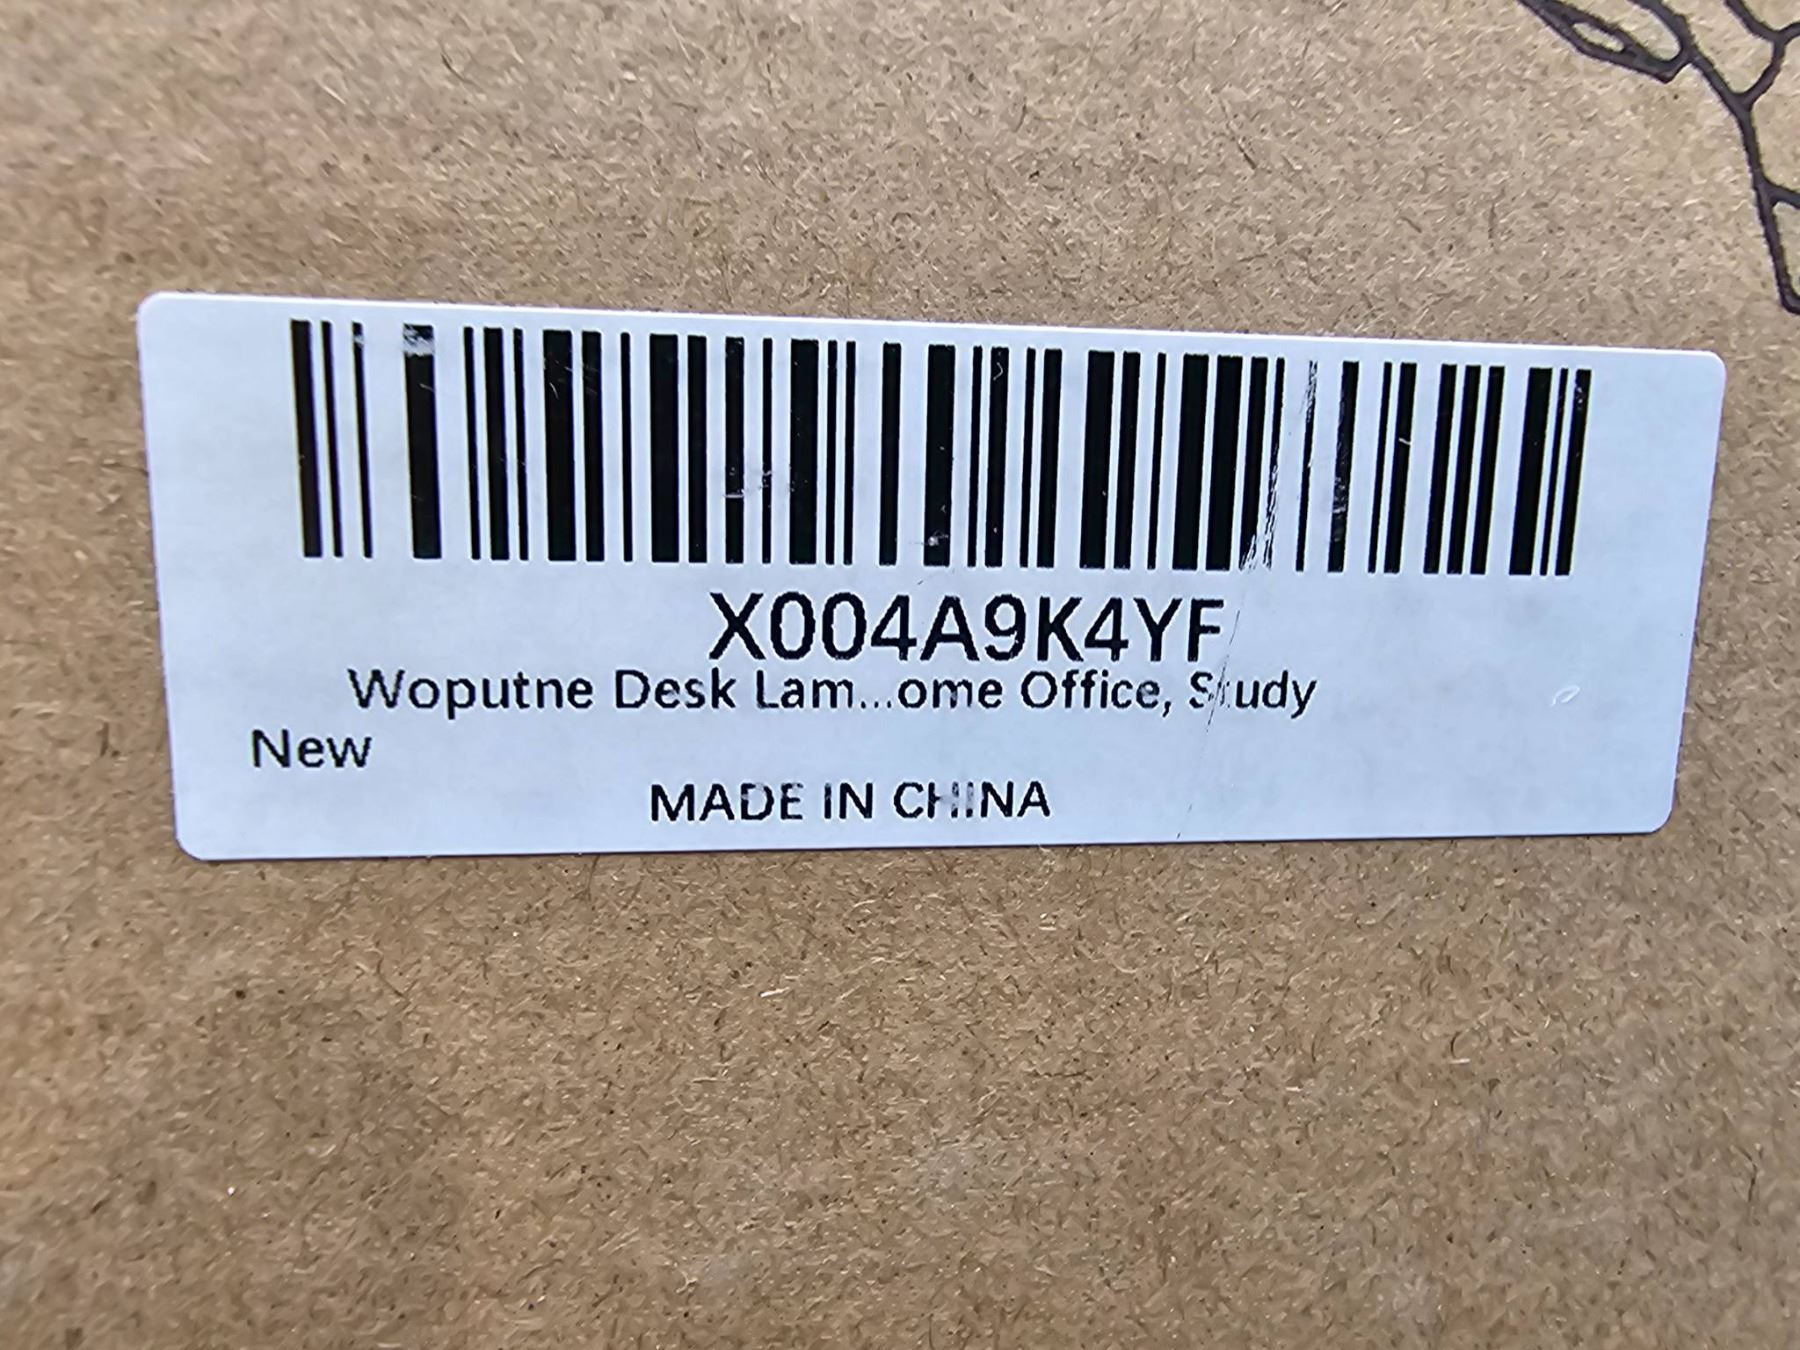 X004A9K4YF
Woputne Desk Lam...ome Office, Study
New
MADE IN CHINA